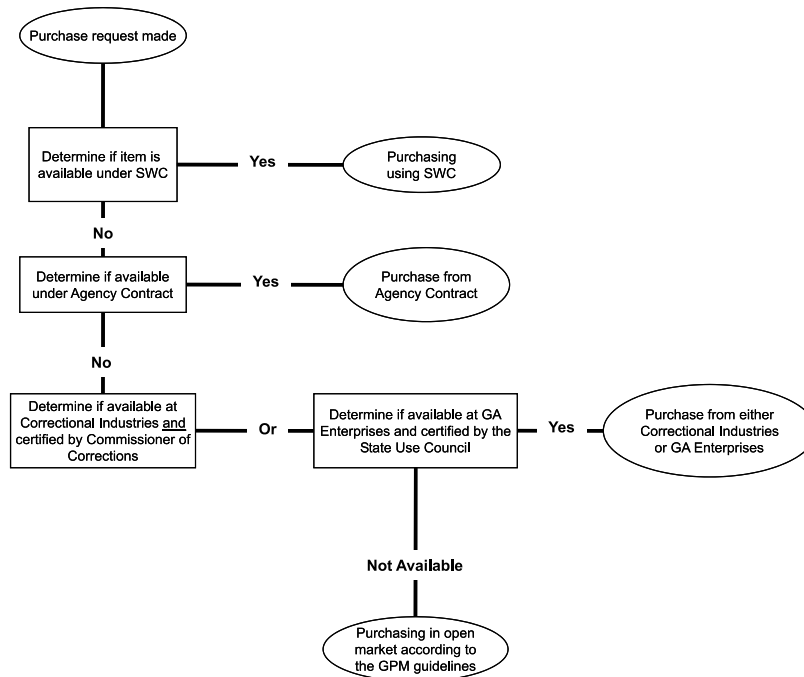 Purchase request made
Determine if item is
available under SWC
Yes
Purchasing
using SWC
No
Determine if available
under Agency Contract
Yes
Purchase from
Agency Contract
No
Determine if available at
Correctional Industries and
certified by Commissioner of
Corrections
Or
Determine if available at GA
Enterprises and certified by the
State Use Council
Yes
Purchase from either
Correctional Industries
or GA Enterprises
Not Available
Purchasing in open
market according to
the GPM guidelines